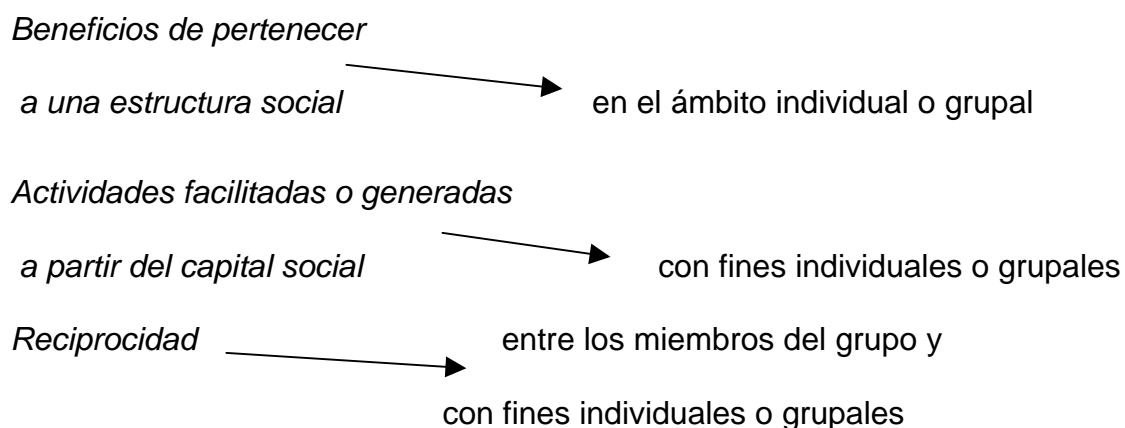 Beneficios de pertenecer
a una estructura social en el ámbito individual o grupal
Actividades facilitadas o generadas
a partir del capital social con fines individuales o grupales
Reciprocidad entre los miembros del grupo y
con fines individuales o grupales